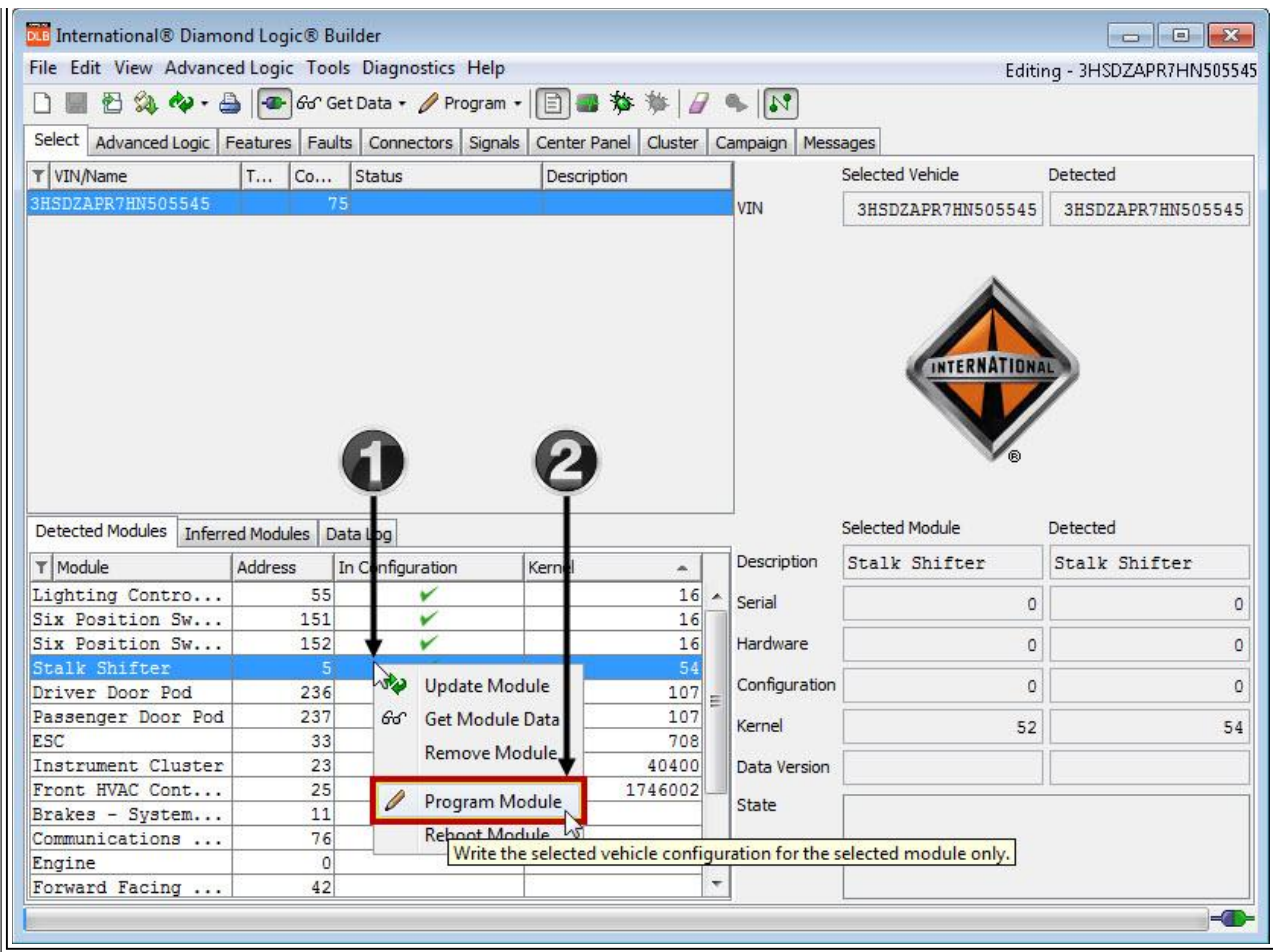 DLB International® Diamond Logic® Builder
File Edit View Advanced Logic Tools Diagnostics Help Editing - 3HSDZAPR7HN505545
Get Data Program
Select Advanced Logic Features Faults Connectors Signals Center Panel Cluster Campaign Messages
VIN/Name T... Co... Status Description Selected Vehicle Detected
3HSDZAPR7HN505545 75
VIN 3HSDZAPR7HN505545 3HSDZAPR7HN505545
INTERNATIONAL
®
1 2
Detected Modules Inferred Modules Data Log Selected Module Detected
Module Address In Configuration Kernel Description Stalk Shifter Stalk Shifter
Lighting Contro... 55 16
Serial 0 0
Six Position Sw... 151 16
Six Position Sw... 152 16
Hardware 0 0
Stalk Shifter 5 54
Update Module
Configuration 0 0
Driver Door Pod 236 107
Passenger Door Pod 237 107
Get Module Data
Kernel 52 54
ESC 33 708
Remove Module
Instrument Cluster 23 40400
Data Version
Front HVAC Cont... 25 1746002
Program Module
State
Brakes - System... 11
Communications ... 76
Reboot Module
Write the selected vehicle configuration for the selected module only.
Engine 0
Forward Facing ... 42